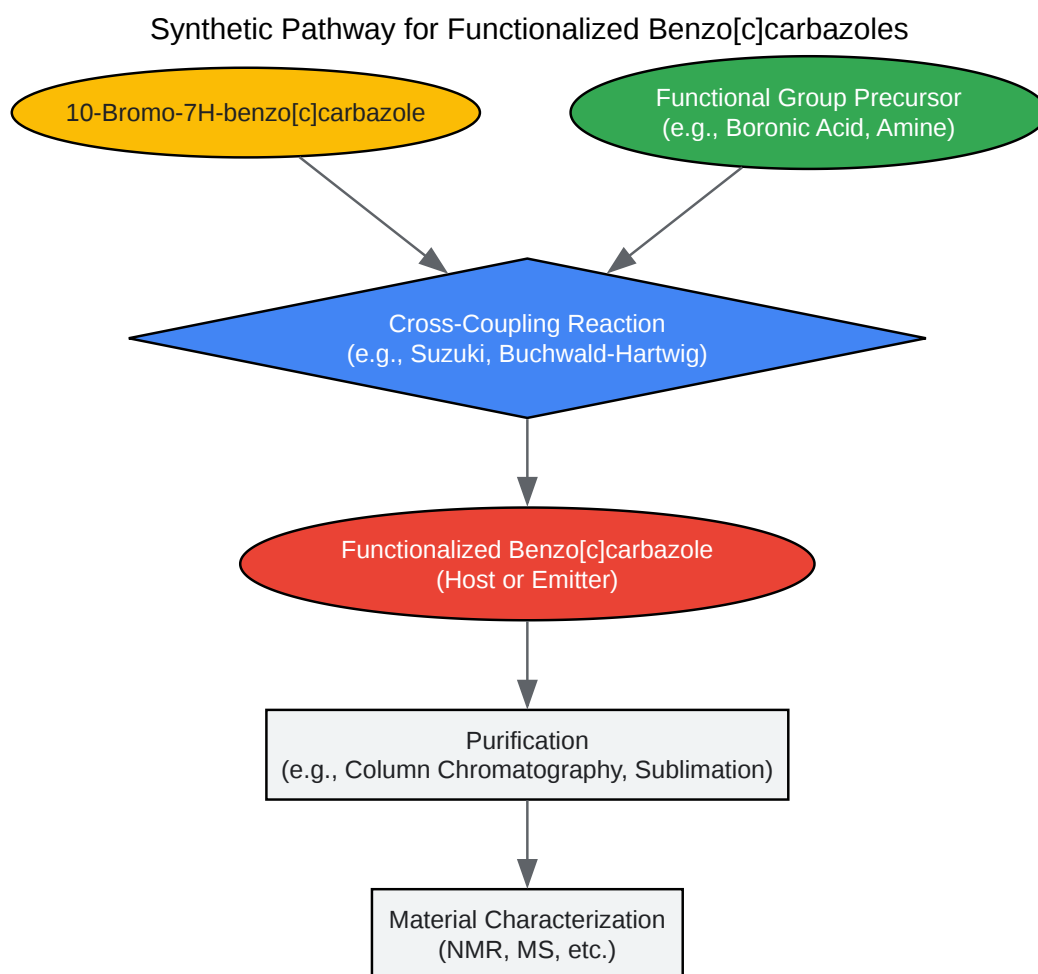 Synthetic Pathway for Functionalized Benzo[c]carbazoles
10-Bromo-7H-benzo[c]carbazole
Functional Group Precursor
(e.g., Boronic Acid, Amine)
Cross-Coupling Reaction
(e.g., Suzuki, Buchwald-Hartwig)
Functionalized Benzo[c]carbazole
(Host or Emitter)
Purification
(e.g., Column Chromatography, Sublimation)
Material Characterization
(NMR, MS, etc.)